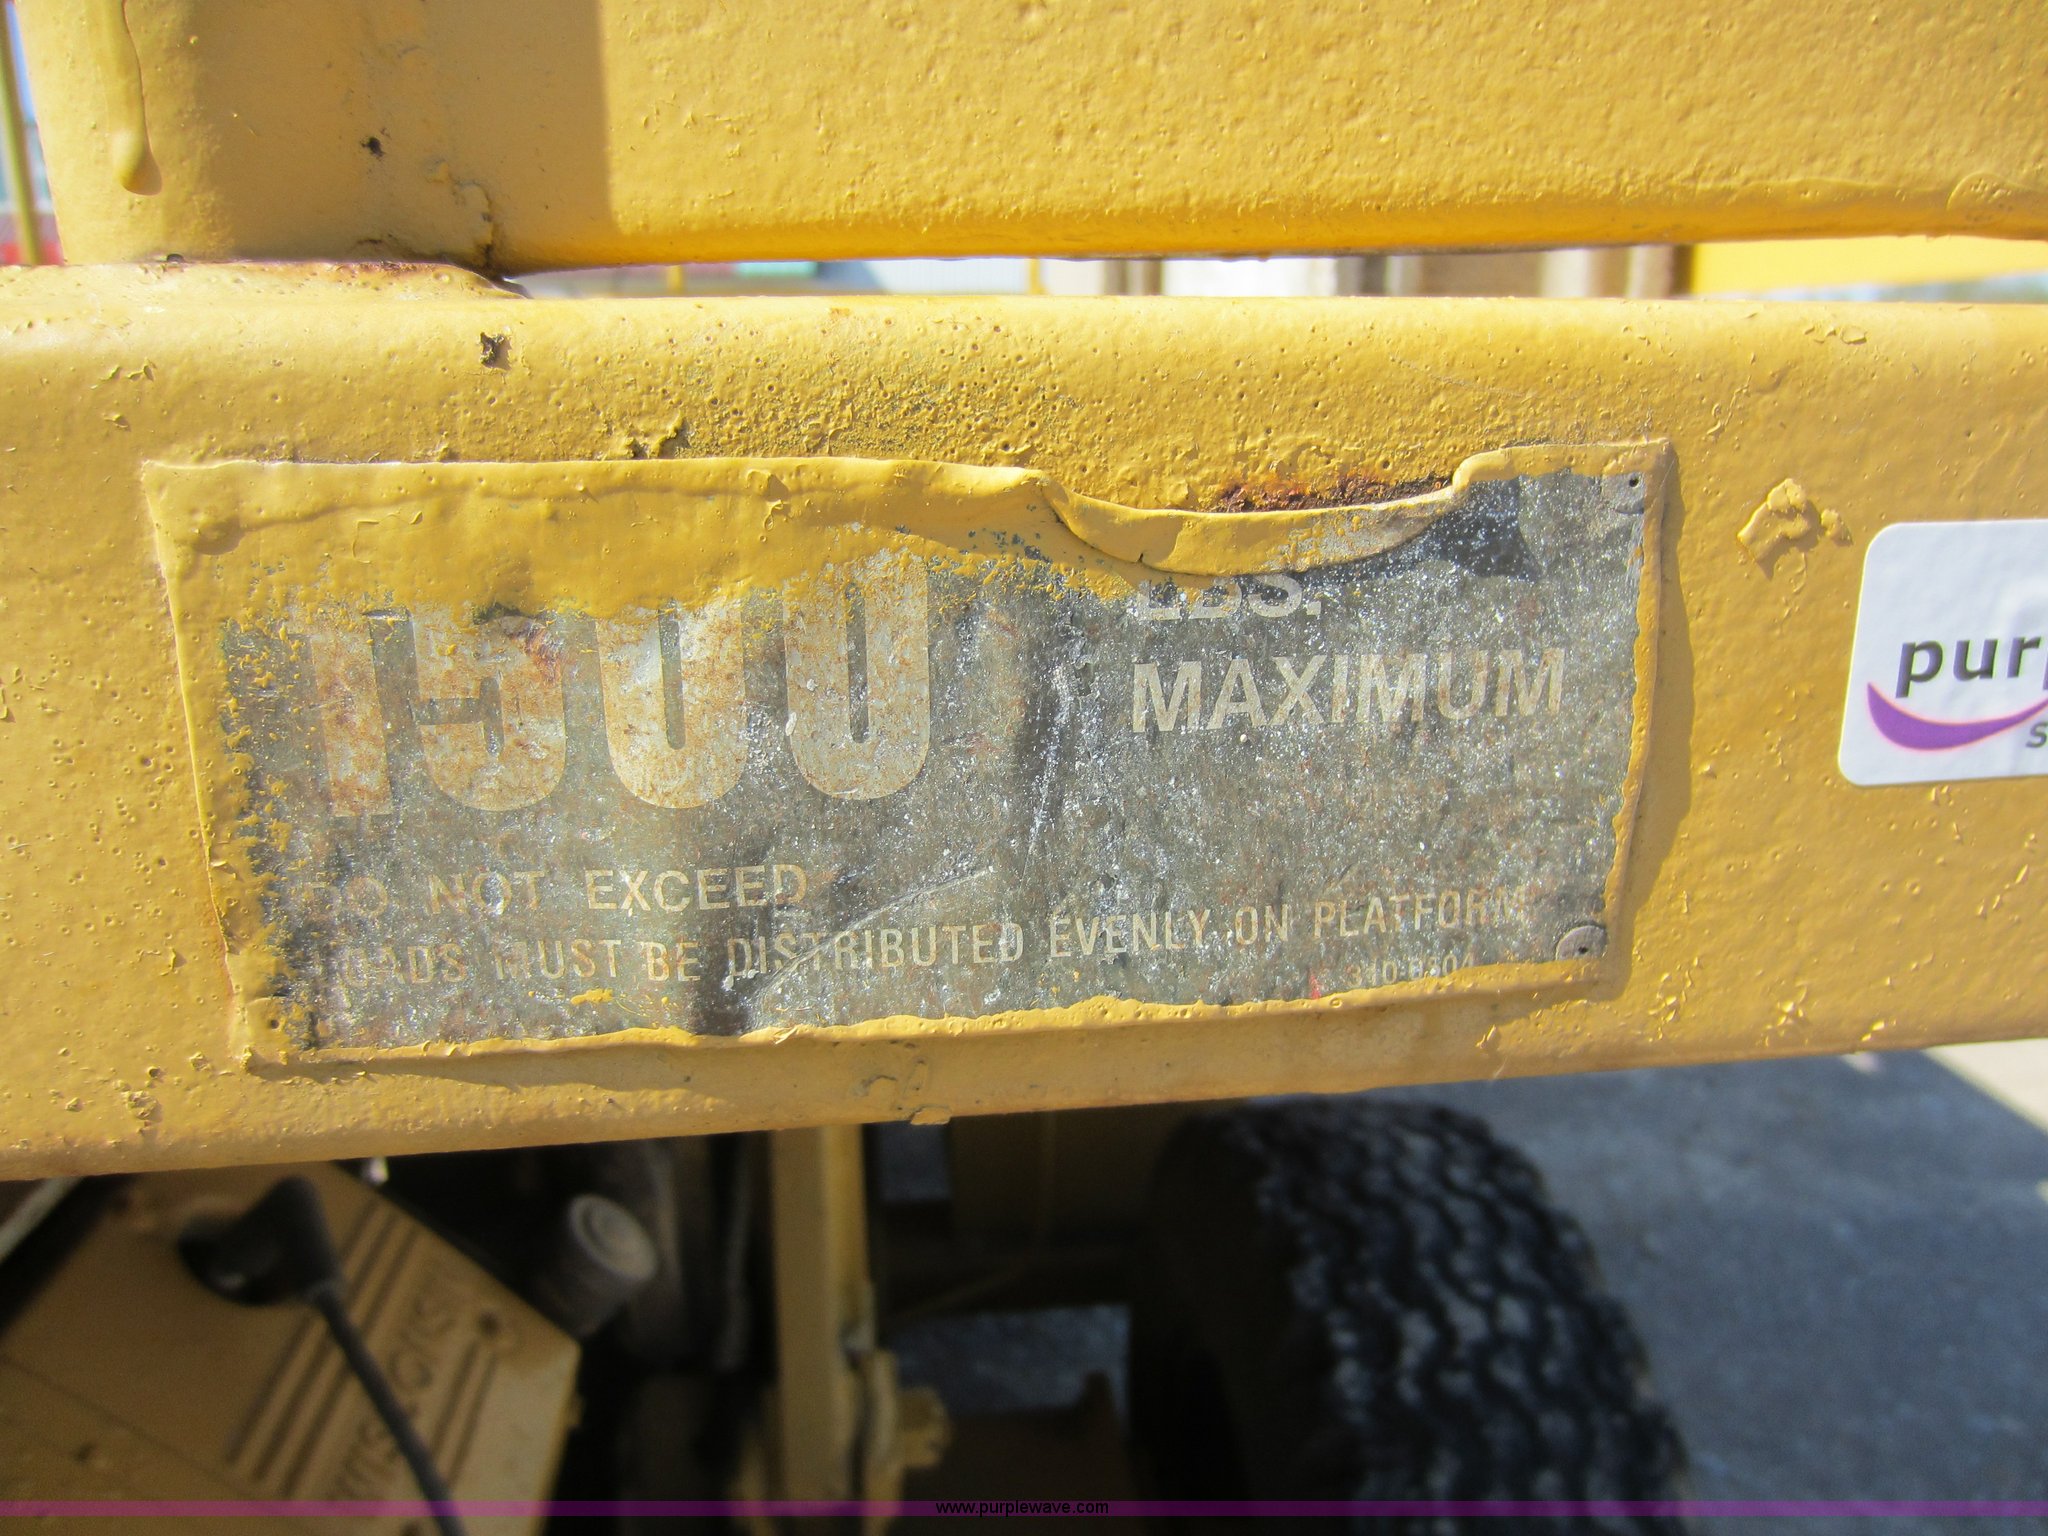 1500 LBS.
MAXIMUM
DO NOT EXCEED
LOADS MUST BE DISTRIBUTED EVENLY ON PLATFORM
purp
s
www.purplewave.com